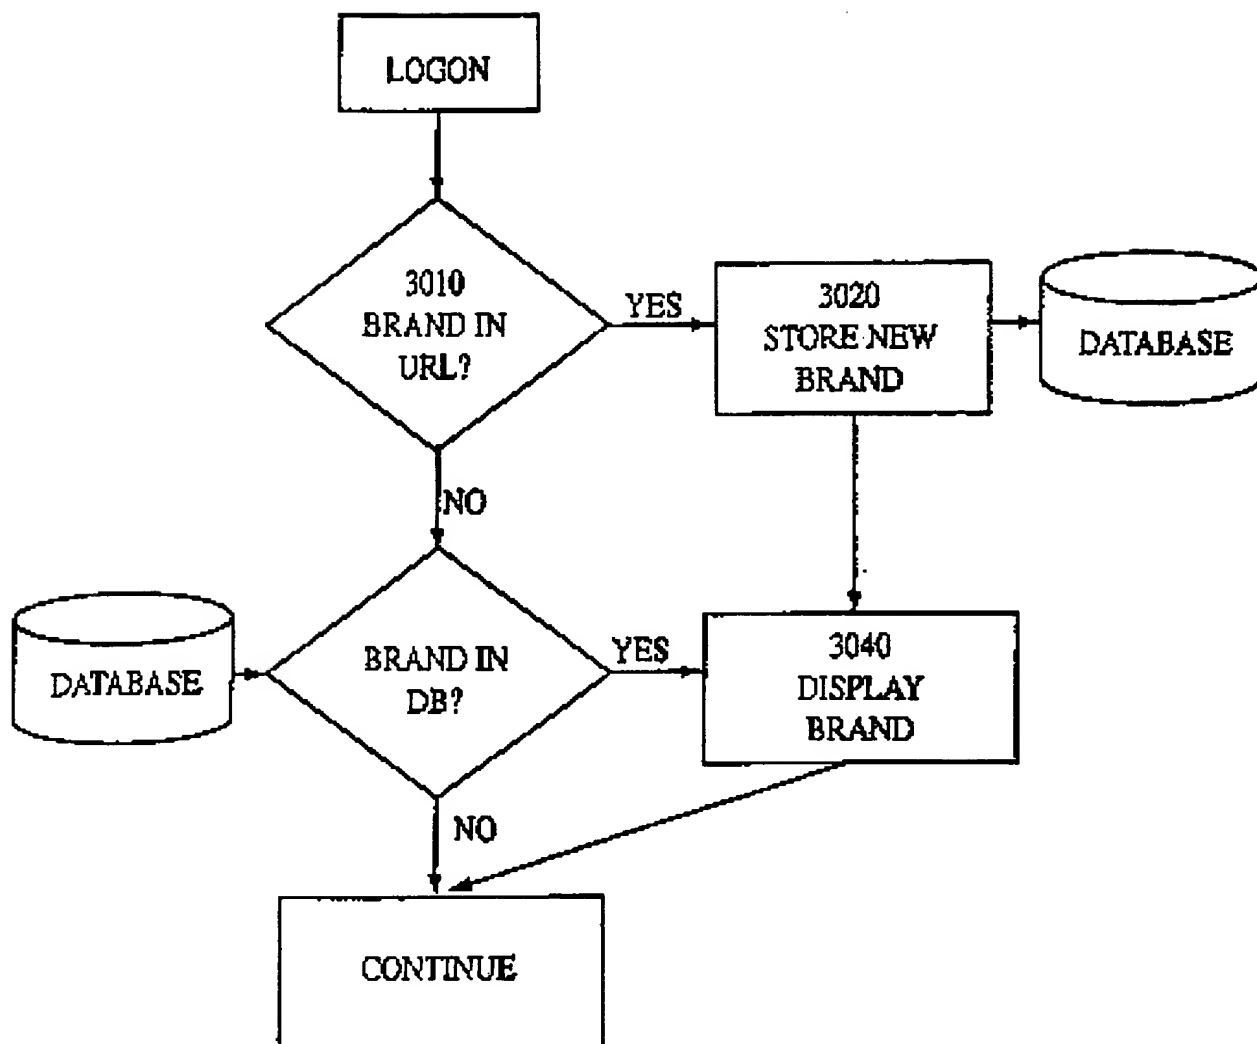 LOGON
3010
BRAND IN
URL?
YES
3020
STORE NEW
BRAND
DATABASE
NO
DATABASE
BRAND IN
DB?
YES
3040
DISPLAY
BRAND
NO
CONTINUE